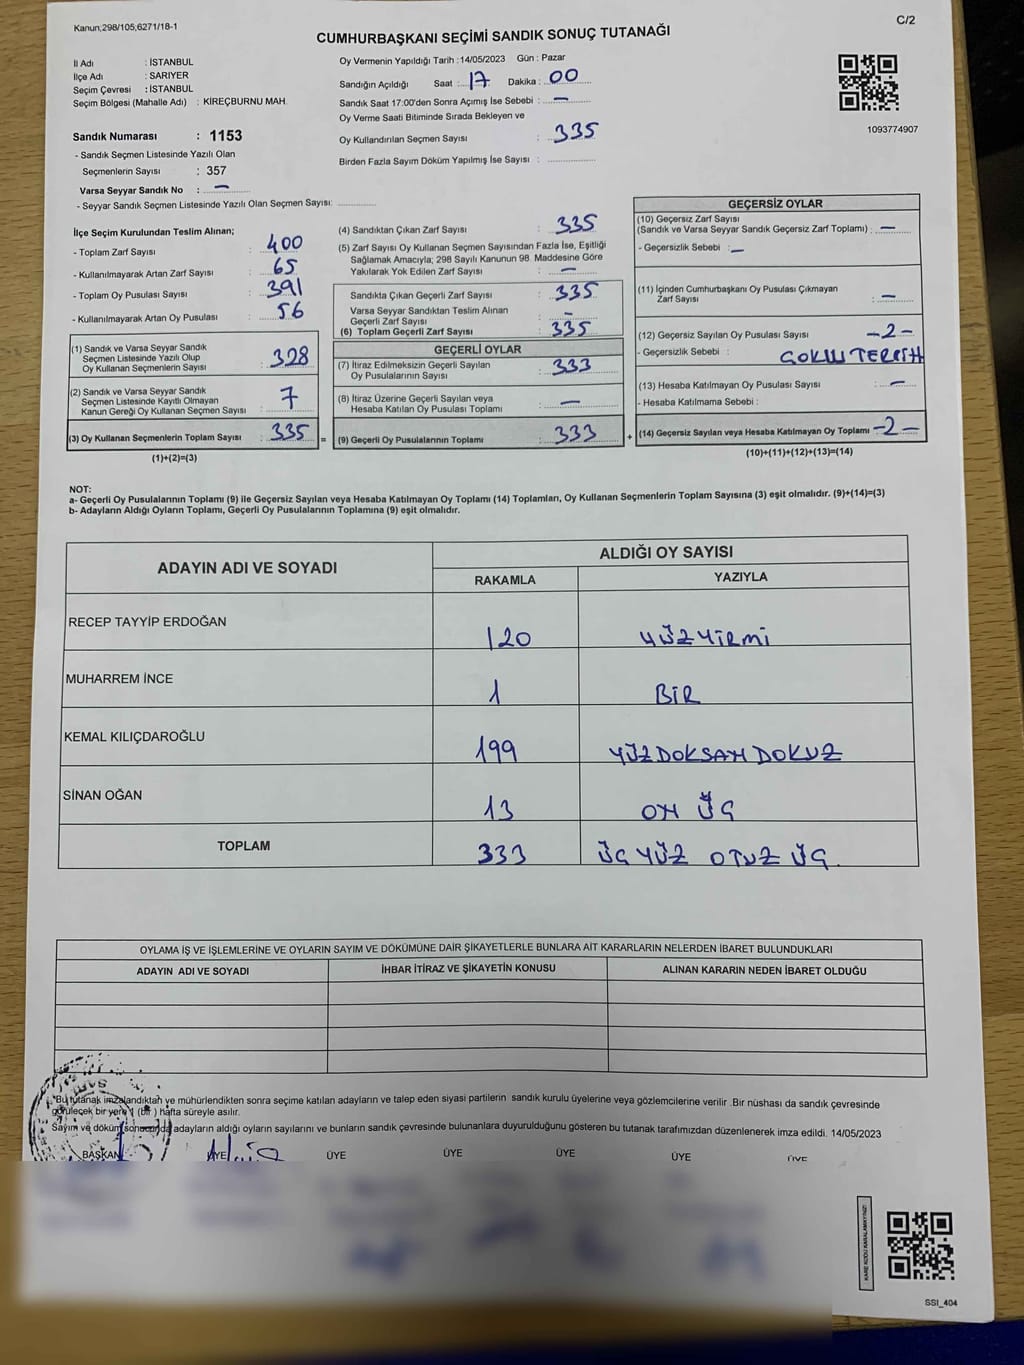 Kanun,298/105,6271/18-1
C/2
CUMHURBAŞKANI SEÇİMİ SANDIK SONUÇ TUTANAĞI
İl Adı : İSTANBUL
İlçe Adı : SARIYER
Seçim Çevresi : İSTANBUL
Seçim Bölgesi (Mahalle Adı) : KİREÇBURNU MAH.
Sandık Numarası : 1153
- Sandık Seçmen Listesinde Yazılı Olan
Seçmenlerin Sayısı : 357
Varsa Seyyar Sandık No : —
- Seyyar Sandık Seçmen Listesinde Yazılı Olan Seçmen Sayısı:
Oy Vermenin Yapıldığı Tarih :14/05/2023 Gün : Pazar
Sandığın Açıldığı Saat : 17 Dakika : 00
Sandık Saat 17:00'den Sonra Açımış İse Sebebi : —
Oy Verme Saati Bitiminde Sırada Bekleyen ve
Oy Kullandırılan Seçmen Sayısı : 335
Birden Fazla Sayım Döküm Yapılmış İse Sayısı :
1093774907
İlçe Seçim Kurulundan Teslim Alınan;
- Toplam Zarf Sayısı : 400
- Kullanılmayarak Artan Zarf Sayısı : 65
- Toplam Oy Pusulası Sayısı : 391
- Kullanılmayarak Artan Oy Pusulası : 56
(1) Sandık ve Varsa Seyyar Sandık
Seçmen Listesinde Yazılı Olup
Oy Kullanan Seçmenlerin Sayısı : 328
(2) Sandık ve Varsa Seyyar Sandık
Seçmen Listesinde Kayıtlı Olmayan
Kanun Gereği Oy Kullanan Seçmen Sayısı : 7
(3) Oy Kullanan Seçmenlerin Toplam Sayısı : 335 =
(1)+(2)=(3)
(4) Sandıktan Çıkan Zarf Sayısı : 335
(5) Zarf Sayısı Oy Kullanan Seçmen Sayısından Fazla İse, Eşitliği
Sağlamak Amacıyla; 298 Sayılı Kanunun 98. Maddesine Göre
Yakılarak Yok Edilen Zarf Sayısı : —
Sandıkta Çıkan Geçerli Zarf Sayısı : 335
Varsa Seyyar Sandıktan Teslim Alınan
Geçerli Zarf Sayısı : —
(6) Toplam Geçerli Zarf Sayısı : 335
GEÇERLİ OYLAR
(7) İtiraz Edilmeksizin Geçerli Sayılan
Oy Pusulalarının Sayısı : 333
(8) İtiraz Üzerine Geçerli Sayılan veya
Hesaba Katılan Oy Pusulası Toplamı : —
(9) Geçerli Oy Pusulalarının Toplamı : 333 +
GEÇERSİZ OYLAR
(10) Geçersiz Zarf Sayısı
(Sandık ve Varsa Seyyar Sandık Geçersiz Zarf Toplamı) : —
- Geçersizlik Sebebi : —
(11) İçinden Cumhurbaşkanı Oy Pusulası Çıkmayan
Zarf Sayısı : —
(12) Geçersiz Sayılan Oy Pusulası Sayısı —2—
- Geçersizlik Sebebi : ÇOKLU TERCİH
(13) Hesaba Katılmayan Oy Pusulası Sayısı : —
- Hesaba Katılmama Sebebi :
(14) Geçersiz Sayılan veya Hesaba Katılmayan Oy Toplamı —2—
(10)+(11)+(12)+(13)=(14)
NOT:
a- Geçerli Oy Pusulalarının Toplamı (9) ile Geçersiz Sayılan veya Hesaba Katılmayan Oy Toplamı (14) Toplamları, Oy Kullanan Seçmenlerin Toplam Sayısına (3) eşit olmalıdır. (9)+(14)=(3)
b- Adayların Aldığı Oyların Toplamı, Geçerli Oy Pusulalarının Toplamına (9) eşit olmalıdır.
ADAYIN ADI VE SOYADI ALDIĞI OY SAYISI
RAKAMLA YAZIYLA
RECEP TAYYİP ERDOĞAN 120 YÜZYİRMİ
MUHARREM İNCE 1 BİR
KEMAL KILIÇDAROĞLU 199 YÜZDOKSAN DOKUZ
SİNAN OĞAN 13 ON ÜÇ
TOPLAM 333 ÜÇ YÜZ OTUZ ÜÇ.
OYLAMA İŞ VE İŞLEMLERİNE VE OYLARIN SAYIM VE DÖKÜMÜNE DAİR ŞİKAYETLERLE BUNLARA AİT KARARLARIN NELERDEN İBARET BULUNDUKLARI
ADAYIN ADI VE SOYADI İHBAR İTİRAZ VE ŞİKAYETİN KONUSU ALINAN KARARIN NEDEN İBARET OLDUĞU
Bu tutanak imzalandıktan ve mühürlendikten sonra seçime katılan adayların ve talep eden siyasi partilerin sandık kurulu üyelerine veya gözlemcilerine verilir .Bir nüshası da sandık çevresinde
görülecek bir yere 1 (bir ) hafta süreyle asılır.
Sayım ve döküm sonucunda adayların aldığı oyların sayılarını ve bunların sandık çevresinde bulunanlara duyurulduğunu gösteren bu tutanak tarafımızdan düzenlenerek imza edildi. 14/05/2023
BAŞKAN ÜYE ÜYE ÜYE ÜYE ÜYE ÜYE
KARE KODU KARALAMAYINIZ!
SSI_404